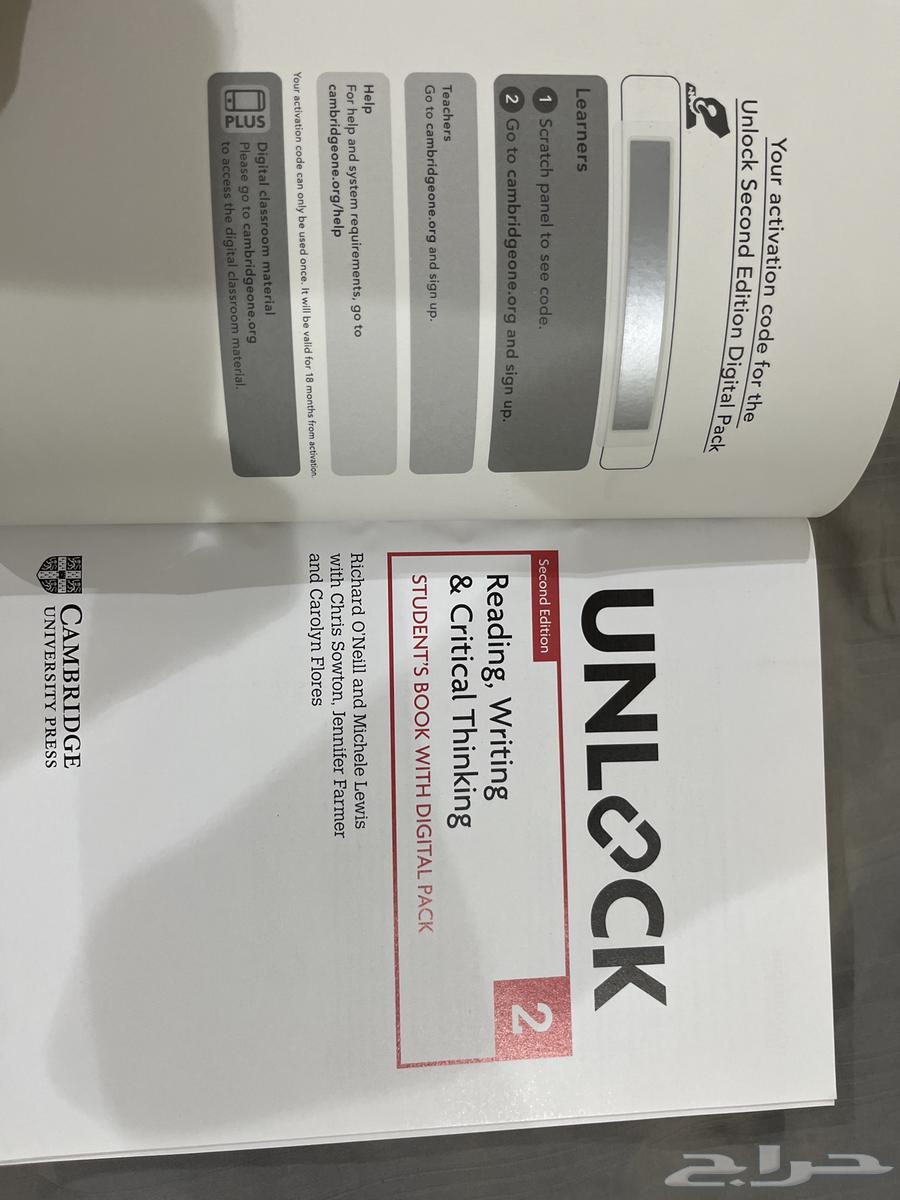 Your activation code for the
Unlock Second Edition Digital Pack
Learners
1 Scratch panel to see code.
2 Go to cambridgeone.org and sign up.
Teachers
Go to cambridgeone.org and sign up.
Help
For help and system requirements, go to
cambridgeone.org/help
Your activation code can only be used once. It will be valid for 18 months from activation.
PLUS
Digital classroom material
Please go to cambridgeone.org
to access the digital classroom material.
UNLOCK
Second Edition
Reading, Writing
& Critical Thinking
STUDENT'S BOOK WITH DIGITAL PACK
2
Richard O'Neill and Michele Lewis
with Chris Sowton, Jennifer Farmer
and Carolyn Flores
CAMBRIDGE
UNIVERSITY PRESS
حراج